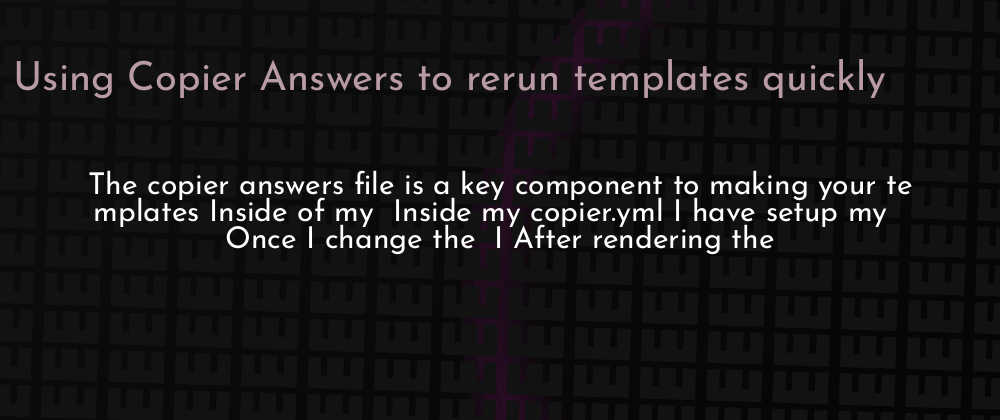 Using Copier Answers to rerun templates quickly
The copier answers file is a key component to making your te
mplates Inside of my  Inside my copier.yml I have setup my
Once I change the  I After rendering the